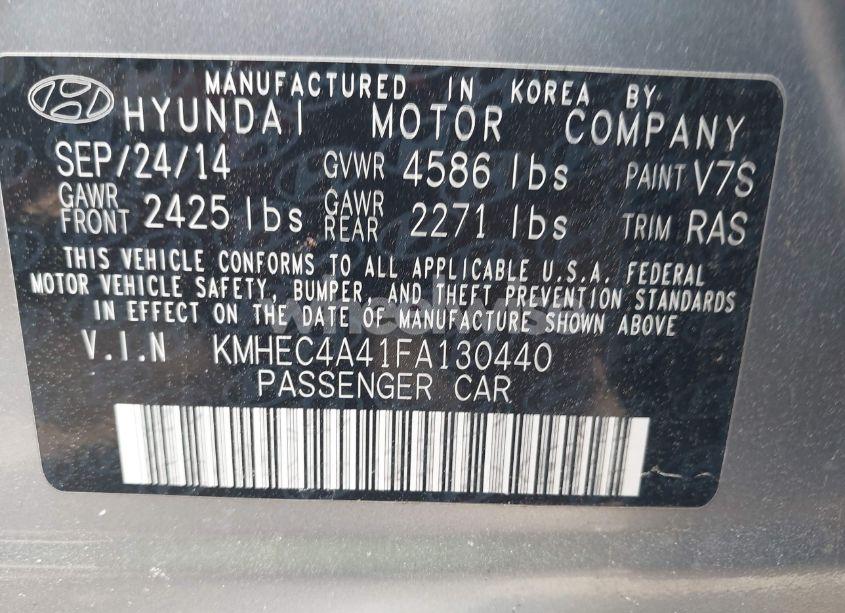 MANUFACTURED IN KOREA BY.
HYUNDAI MOTOR COMPANY
SEP/24/14 GVWR 4586 lbs PAINT V7S
GAWR FRONT 2425 lbs GAWR REAR 2271 lbs TRIM RAS
THIS VEHICLE CONFORMS TO ALL APPLICABLE U.S.A. FEDERAL
MOTOR VEHICLE SAFETY, BUMPER, AND THEFT PREVENTION STANDARDS
IN EFFECT ON THE DATE OF MANUFACTURE SHOWN ABOVE
V.I.N KMHEC4A41FA130440
PASSENGER CAR